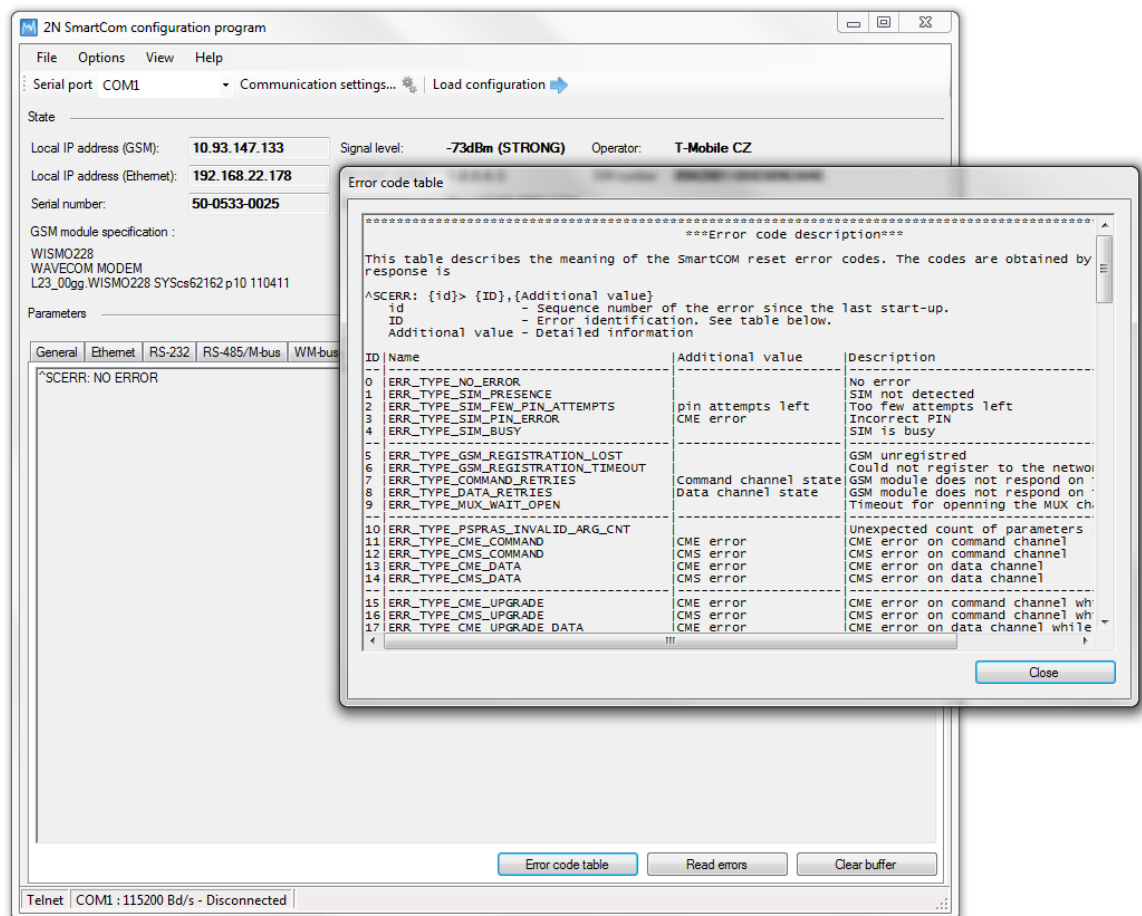 2N SmartCom configuration program
File Options View Help
Serial port COM1 Communication settings... Load configuration
State
Local IP address (GSM): 10.93.147.133 Signal level: -73dBm (STRONG) Operator: T-Mobile CZ
Local IP address (Ethernet): 192.168.22.178
Serial number: 50-0533-0025
GSM module specification :
WISMO228
WAVECOM MODEM
L23_00gg.WISMO228 SYScs62162 p10 110411
Parameters
General Ethernet RS-232 RS-485/M-bus WM-bus
^SCERR: NO ERROR
Error code table
***Error code description***
This table describes the meaning of the SmartCOM reset error codes. The codes are obtained by
response is
^SCERR: {id}> {ID},{Additional value}
id - Sequence number of the error since the last start-up.
ID - Error identification. See table below.
Additional value - Detailed information
ID|Name |Additional value |Description
0 |ERR_TYPE_NO_ERROR | |No error
1 |ERR_TYPE_SIM_PRESENCE | |SIM not detected
2 |ERR_TYPE_SIM_FEW_PIN_ATTEMPTS |pin attempts left |Too few attempts left
3 |ERR_TYPE_SIM_PIN_ERROR |CME error |Incorrect PIN
4 |ERR_TYPE_SIM_BUSY | |SIM is busy
5 |ERR_TYPE_GSM_REGISTRATION_LOST | |GSM unregistred
6 |ERR_TYPE_GSM_REGISTRATION_TIMEOUT | |Could not register to the networ
7 |ERR_TYPE_COMMAND_RETRIES |Command channel state|GSM module does not respond on
8 |ERR_TYPE_DATA_RETRIES |Data channel state |GSM module does not respond on
9 |ERR_TYPE_MUX_WAIT_OPEN | |Timeout for openning the MUX ch
10|ERR_TYPE_PSPRAS_INVALID_ARG_CNT | |Unexpected count of parameters
11|ERR_TYPE_CME_COMMAND |CME error |CME error on command channel
12|ERR_TYPE_CMS_COMMAND |CMS error |CMS error on command channel
13|ERR_TYPE_CME_DATA |CME error |CME error on data channel
14|ERR_TYPE_CMS_DATA |CMS error |CMS error on data channel
15|ERR_TYPE_CME_UPGRADE |CME error |CME error on command channel wh
16|ERR_TYPE_CMS_UPGRADE |CMS error |CMS error on command channel wh
17|ERR_TYPE_CME_UPGRADE_DATA |CME error |CME error on data channel while
Close
Error code table Read errors Clear buffer
Telnet COM1 : 115200 Bd/s - Disconnected